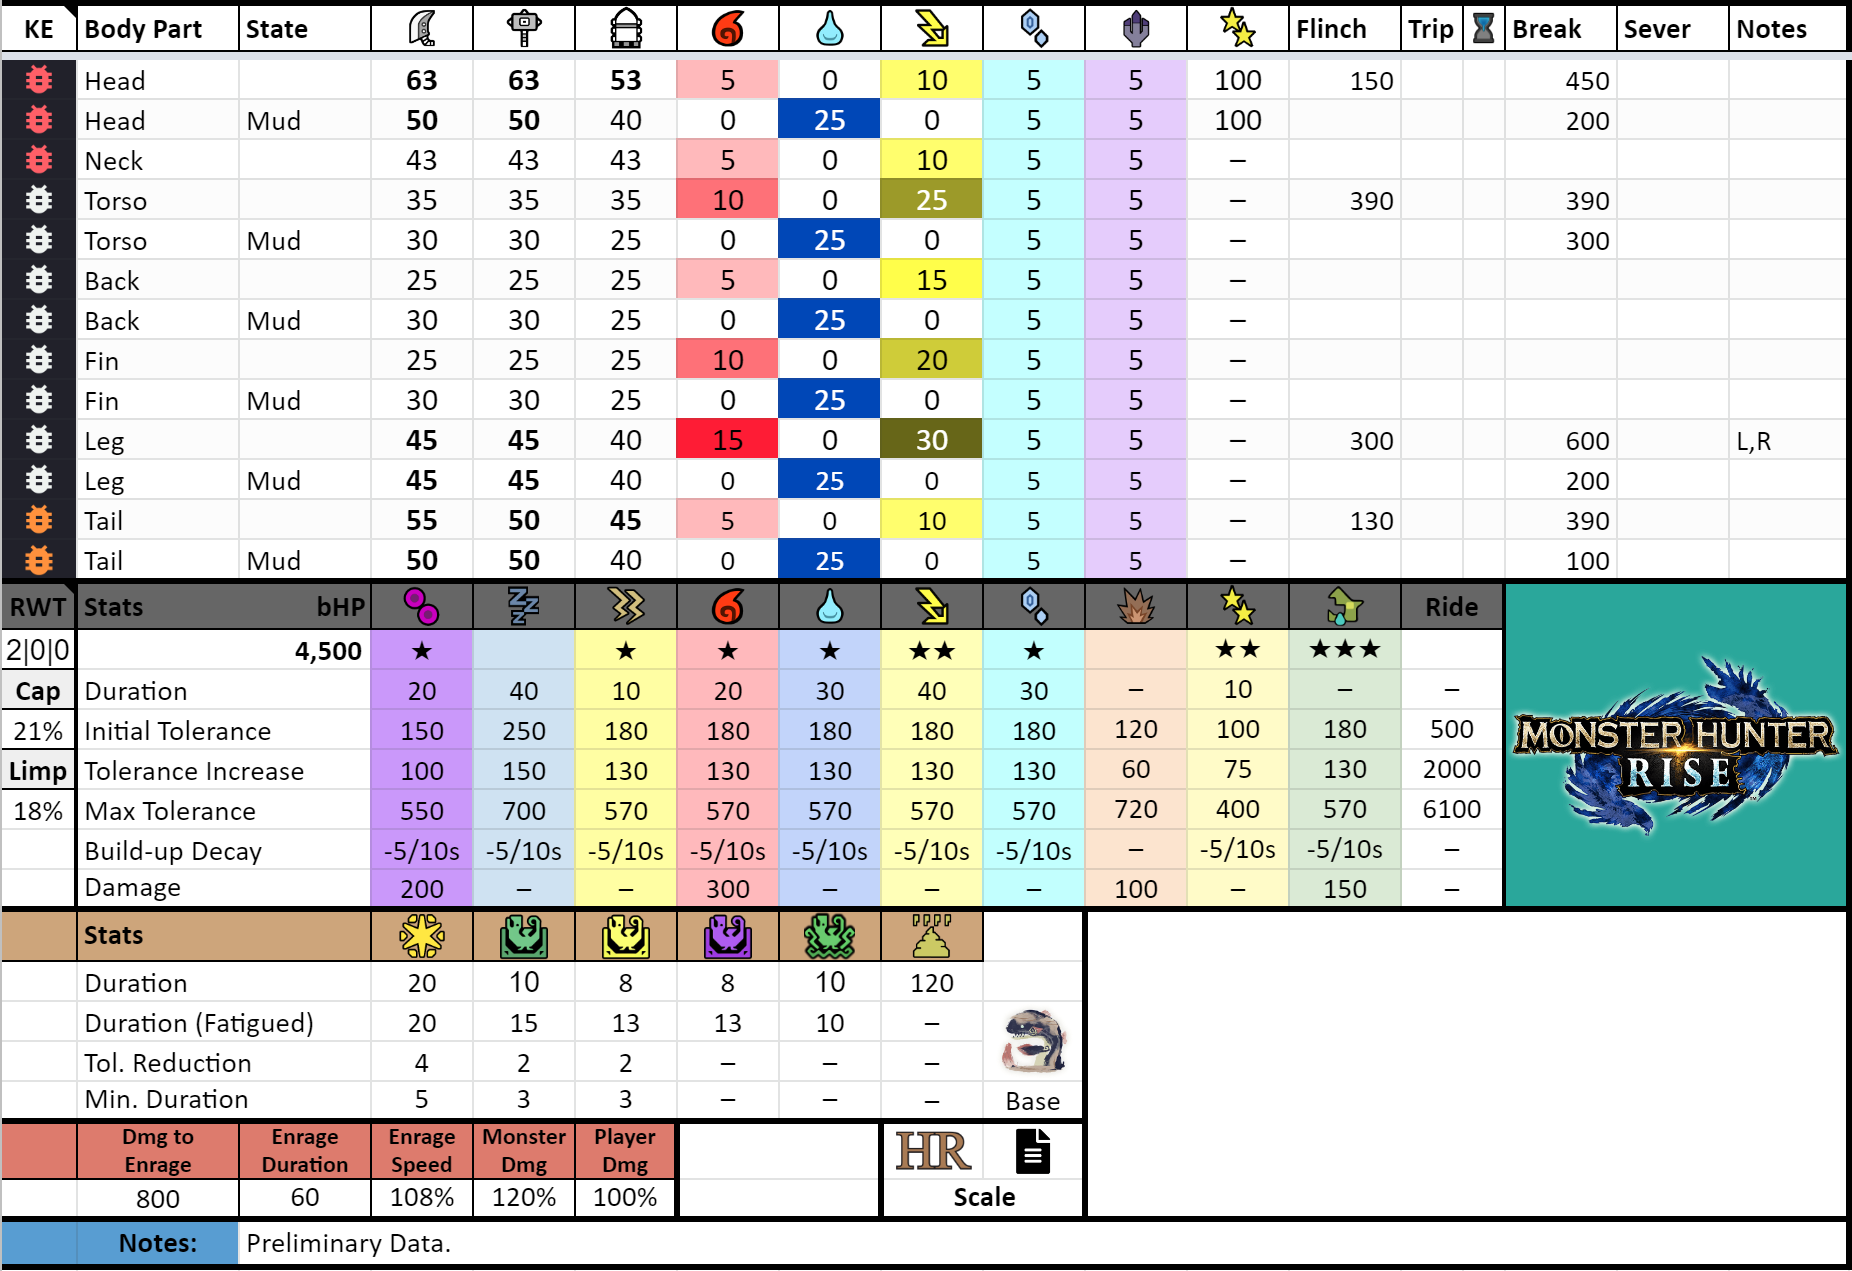 KE Body Part State Flinch Trip Break Sever Notes
Head 63 63 53 5 0 10 5 5 100 150 450
Head Mud 50 50 40 0 25 0 5 5 100 200
Neck 43 43 43 5 0 10 5 5 –
Torso 35 35 35 10 0 25 5 5 – 390 390
Torso Mud 30 30 25 0 25 0 5 5 – 300
Back 25 25 25 5 0 15 5 5 –
Back Mud 30 30 25 0 25 0 5 5 –
Fin 25 25 25 10 0 20 5 5 –
Fin Mud 30 30 25 0 25 0 5 5 –
Leg 45 45 40 15 0 30 5 5 – 300 600 L,R
Leg Mud 45 45 40 0 25 0 5 5 – 200
Tail 55 50 45 5 0 10 5 5 – 130 390
Tail Mud 50 50 40 0 25 0 5 5 – 100
RWT Stats bHP Ride
2|0|0 4,500 ★ ★ ★ ★ ★★ ★ ★★ ★★★
Cap Duration 20 40 10 20 30 40 30 – 10 – –
21% Initial Tolerance 150 250 180 180 180 180 180 120 100 180 500
Limp Tolerance Increase 100 150 130 130 130 130 130 60 75 130 2000
18% Max Tolerance 550 700 570 570 570 570 570 720 400 570 6100
Build-up Decay -5/10s -5/10s -5/10s -5/10s -5/10s -5/10s -5/10s – -5/10s -5/10s –
Damage 200 – – 300 – – – 100 – 150 –
MONSTER HUNTER
RISE
Stats
Duration 20 10 8 8 10 120
Duration (Fatigued) 20 15 13 13 10 –
Tol. Reduction 4 2 2 – – –
Min. Duration 5 3 3 – – – Base
Dmg to Enrage Enrage Duration Enrage Speed Monster Dmg Player Dmg HR
800 60 108% 120% 100% Scale
Notes: Preliminary Data.